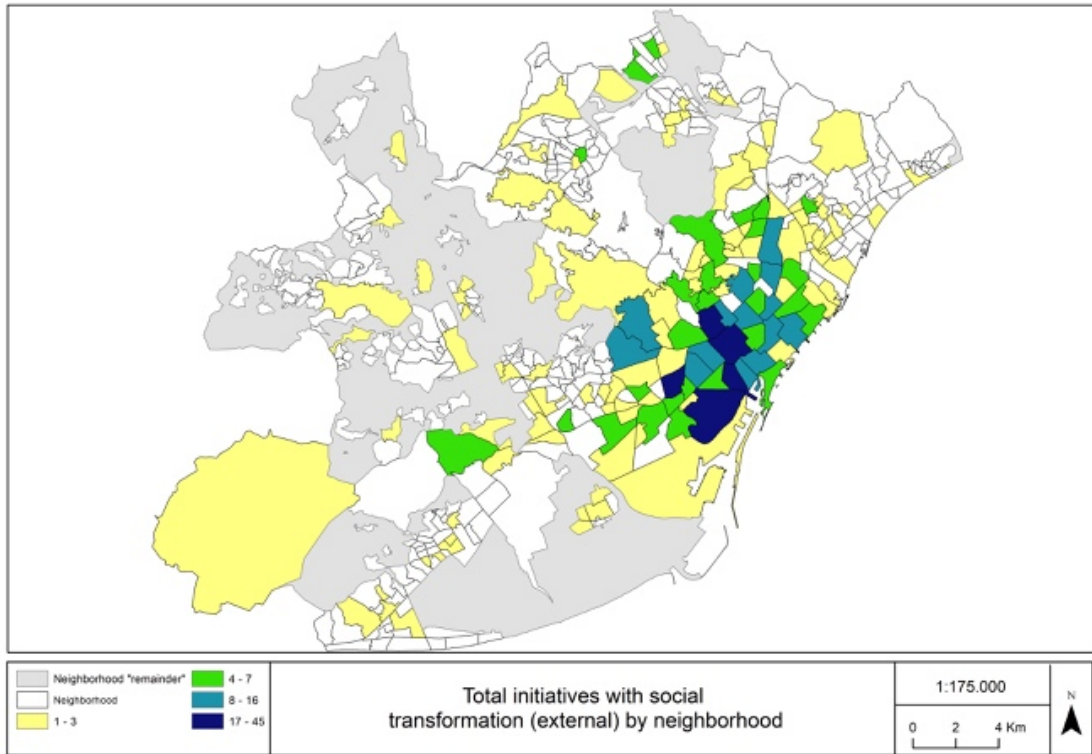 Neighborhood "remainder"
Neighborhood
1 - 3
4 - 7
8 - 16
17 - 45
Total initiatives with social
transformation (external) by neighborhood
1:175.000
0 2 4 Km
N